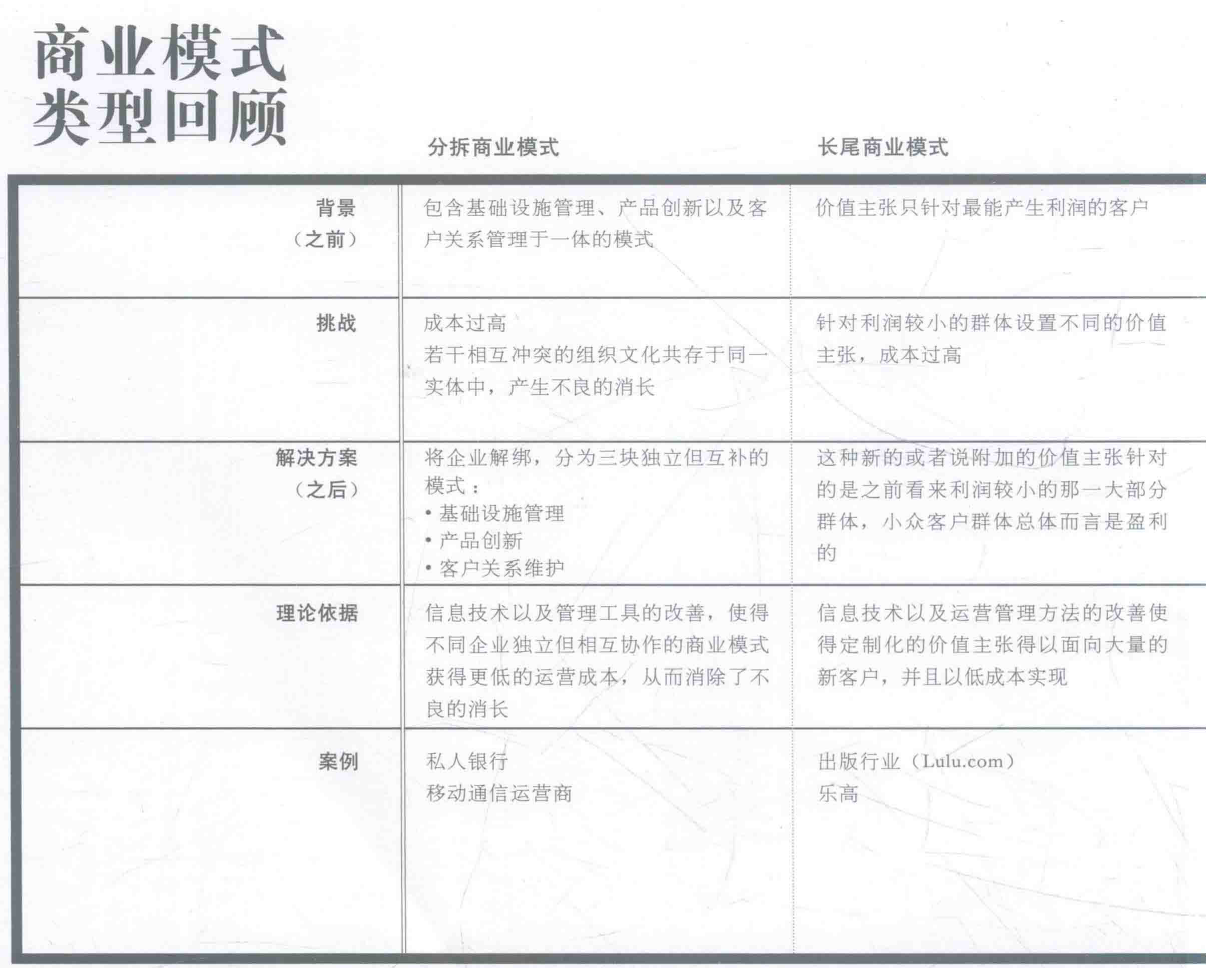 商业模式
类型回顾
分拆商业模式
长尾商业模式
背景
（之前）
包含基础设施管理、产品创新以及客
户关系管理于一体的模式
价值主张只针对最能产生利润的客户
挑战
成本过高
若干相互冲突的组织文化共存于同一
实体中，产生不良的消长
针对利润较小的群体设置不同的价值
主张，成本过高
解决方案
（之后）
将企业解绑，分为三块独立但互补的
模式：
• 基础设施管理
• 产品创新
• 客户关系维护
这种新的或者说附加的价值主张针对
的是之前看来利润较小的那一大部分
群体，小众客户群体总体而言是盈利
的
理论依据
信息技术以及管理工具的改善，使得
不同企业独立但相互协作的商业模式
获得更低的运营成本，从而消除了不
良的消长
信息技术以及运营管理方法的改善使
得定制化的价值主张得以面向大量的
新客户，并且以低成本实现
案例
私人银行
移动通信运营商
出版行业（Lulu.com）
乐高